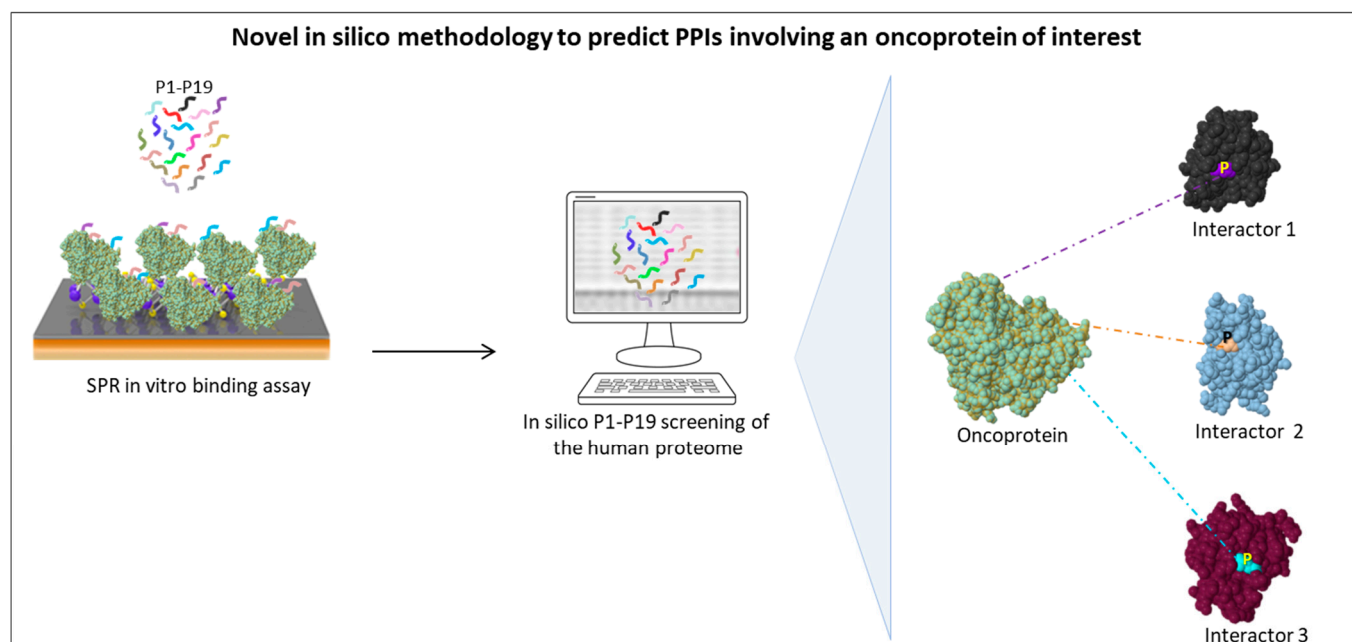 Novel in silico methodology to predict PPIs involving an oncoprotein of interest
P1-P19
SPR in vitro binding assay
In silico P1-P19 screening of
the human proteome
Oncoprotein
P
Interactor 1
P
Interactor 2
P
Interactor 3